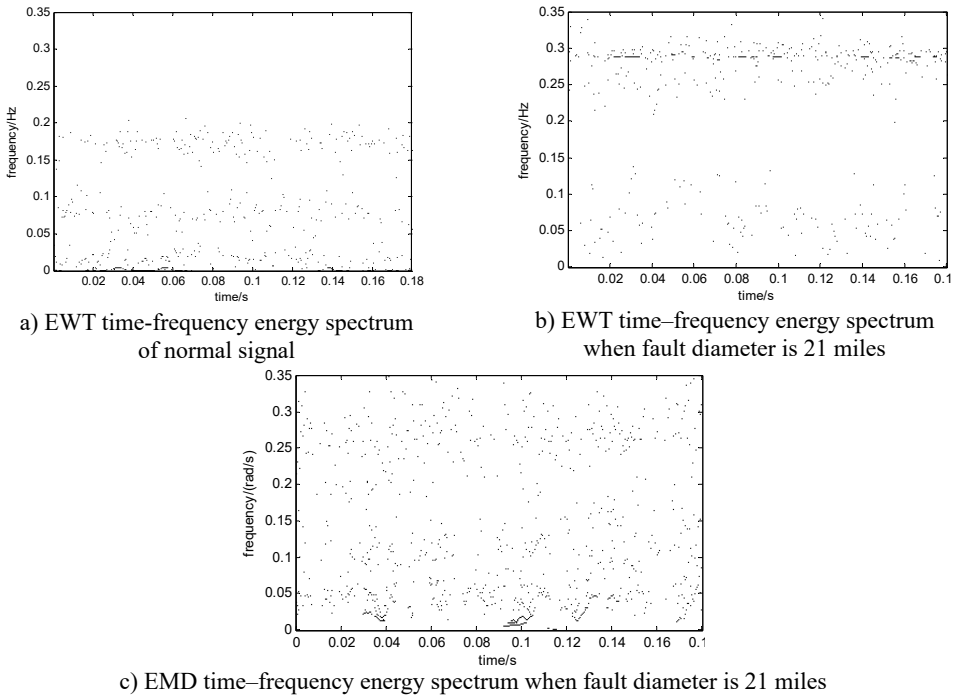 0.35
0.3
0.25
0.2
0.15
0.1
0.05
0
frequency/Hz
0.02 0.04 0.06 0.08 0.1 0.12 0.14 0.16 0.18
time/s
a) EWT time-frequency energy spectrum
of normal signal
0.35
0.3
0.25
0.2
0.15
0.1
0.05
0
frequency/Hz
0.02 0.04 0.06 0.08 0.1 0.12 0.14 0.16 0.1
time/s
b) EWT time–frequency energy spectrum
when fault diameter is 21 miles
0.35
0.3
0.25
0.2
0.15
0.1
0.05
0
frequency/(rad/s)
0 0.02 0.04 0.06 0.08 0.1 0.12 0.14 0.16 0.1
time/s
c) EMD time–frequency energy spectrum when fault diameter is 21 miles